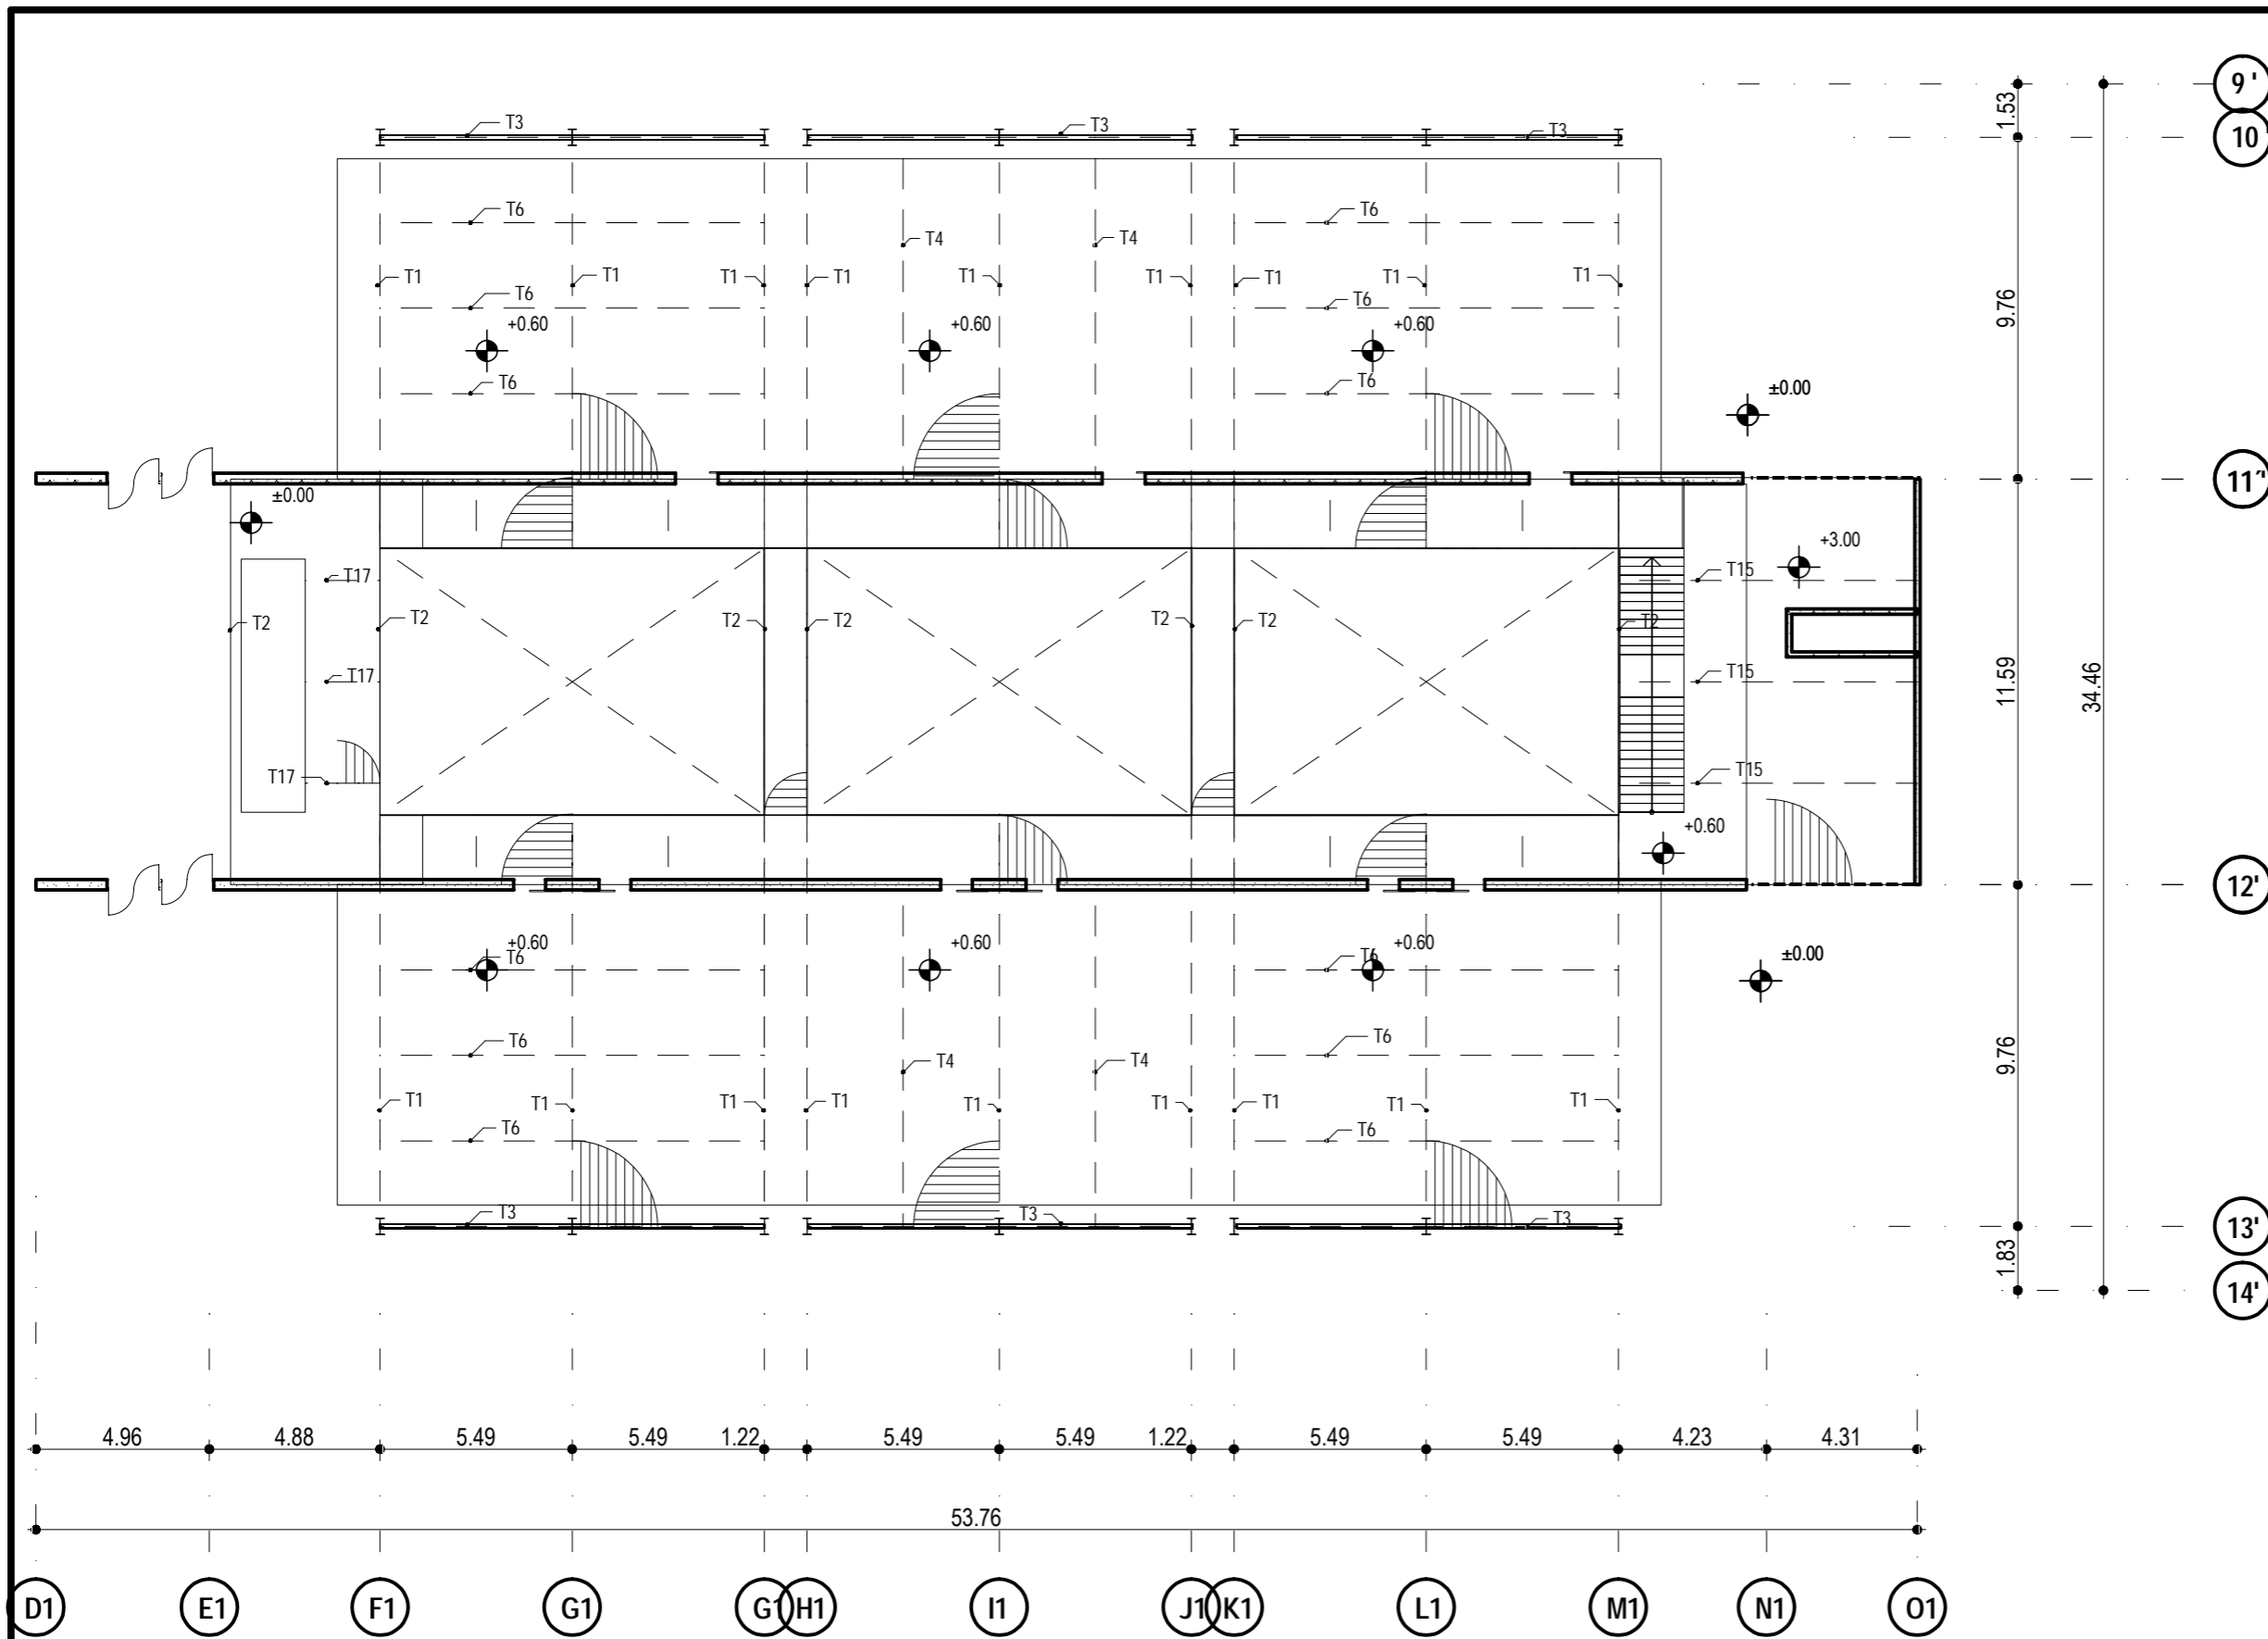 9 '
1.53
10
T3 T3 T3
T6 T6
T4 T4
T1 T1 T1 T1 T1 T1 T1 T1 T1
T6 T6
+0.60 +0.60 +0.60
9.76
T6 T6
±0.00
11'
±0.00
+3.00
T17 T15
T2 T2 T2 T2 T2 T2 T2
T17 T15
11.59
34.46
T17 T15
+0.60
12'
+0.60 +0.60 +0.60
T6 T6
±0.00
T6 T4 T4 T6
9.76
T1 T1 T1 T1 T1 T1 T1 T1 T1
T6 T6
T3 T3 T3
13'
1.83
14'
4.96 4.88 5.49 5.49 1.22 5.49 5.49 1.22 5.49 5.49 4.23 4.31
53.76
D1 E1 F1 G1 G1 H1 I1 J1 K1 L1 M1 N1 O1